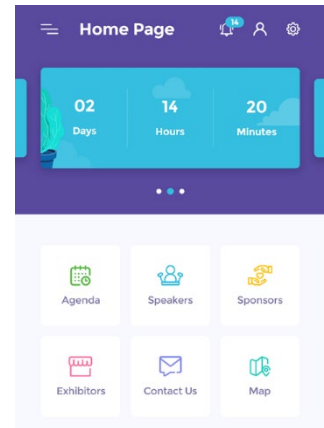 Home Page
14
02 14 20
Days Hours Minutes
Agenda Speakers Sponsors
Exhibitors Contact Us Map